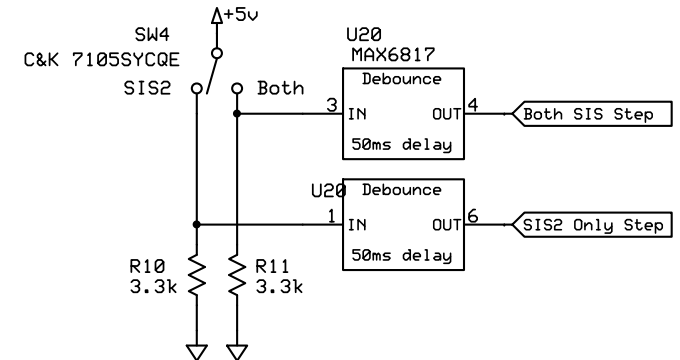 +5v
SW4
C&K 7105SYCQE
SIS2
Both
U20
MAX6817
Debounce
3
IN
OUT
4
50ms delay
Both SIS Step
U20
Debounce
1
IN
OUT
6
50ms delay
SIS2 Only Step
R10
3.3k
R11
3.3k